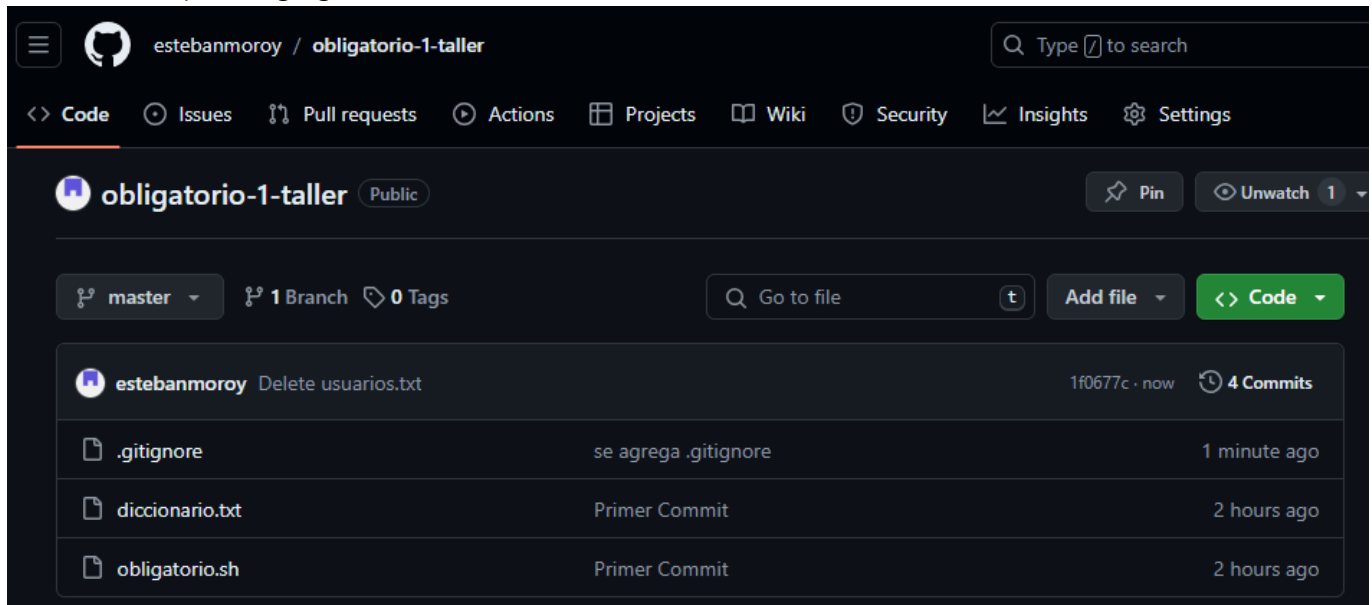 estebanmoroy / obligatorio-1-taller Type / to search
Code Issues Pull requests Actions Projects Wiki Security Insights Settings
obligatorio-1-taller Public Pin Unwatch 1
master 1 Branch 0 Tags Go to file t Add file Code
estebanmoroy Delete usuarios.txt 1f0677c · now 4 Commits
.gitignore se agrega .gitignore 1 minute ago
diccionario.txt Primer Commit 2 hours ago
obligatorio.sh Primer Commit 2 hours ago